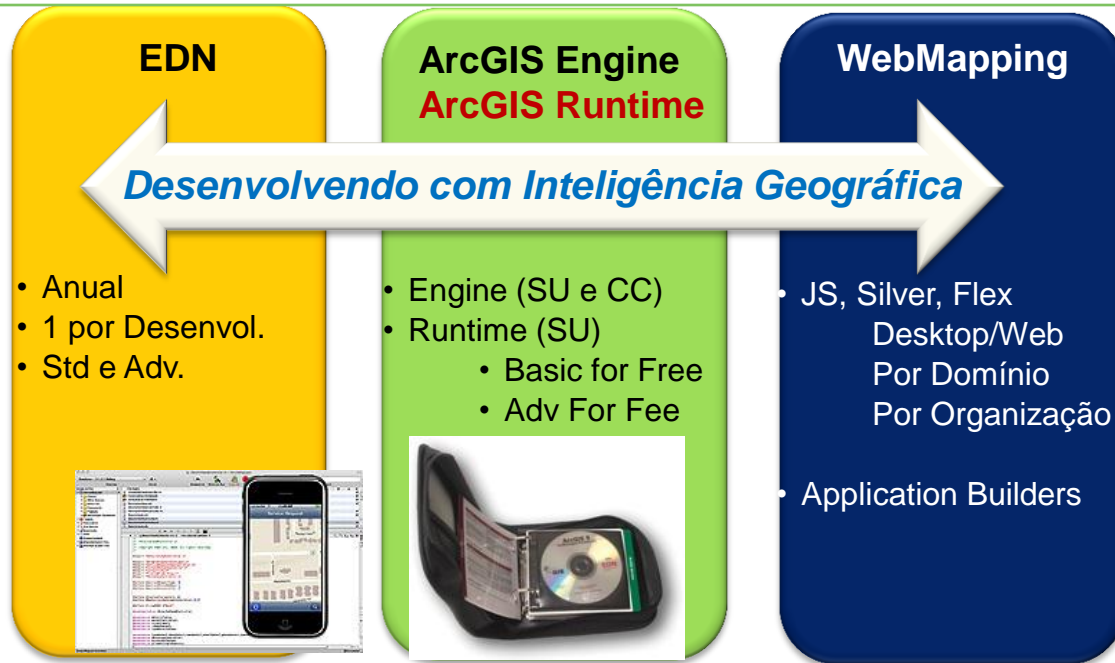 EDN
ArcGIS Engine
ArcGIS Runtime
WebMapping
Desenvolvendo com Inteligência Geográfica
• Anual
• 1 por Desenvol.
• Std e Adv.
• Engine (SU e CC)
• Runtime (SU)
• Basic for Free
• Adv For Fee
ArcGIS 9
• JS, Silver, Flex
Desktop/Web
Por Domínio
Por Organização
• Application Builders